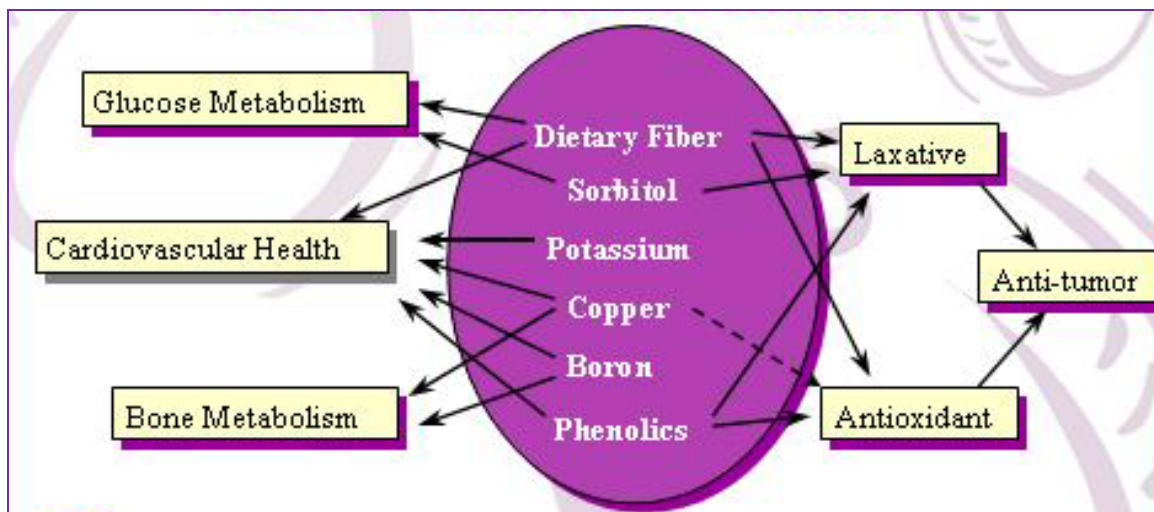 Glucose Metabolism
Cardiovascular Health
Bone Metabolism
Dietary Fiber
Sorbitol
Potassium
Copper
Boron
Phenolics
Laxative
Anti-tumor
Antioxidant